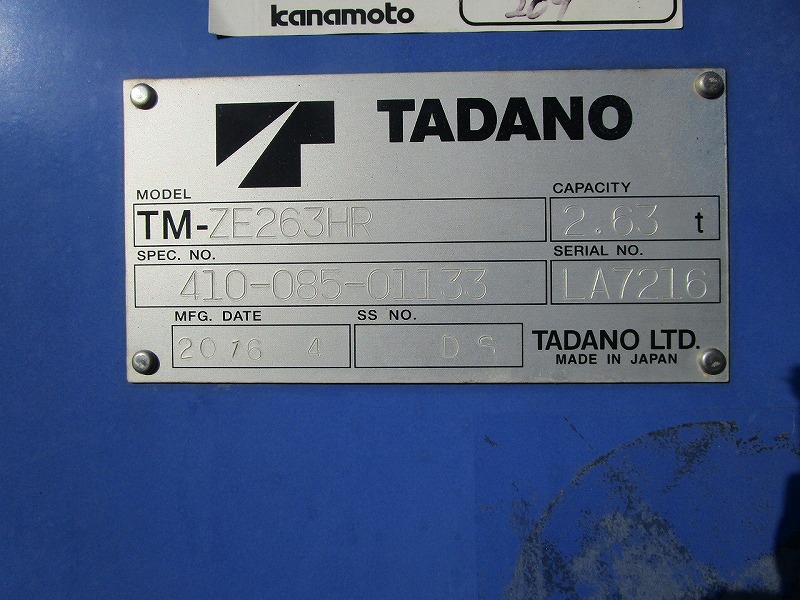 kanamoto
TADANO
MODEL
CAPACITY
TM-ZE263HR
2.63 t
SPEC. NO.
SERIAL NO.
410-085-01133
LA7216
MFG. DATE
SS NO.
2016 4
DS
TADANO LTD.
MADE IN JAPAN